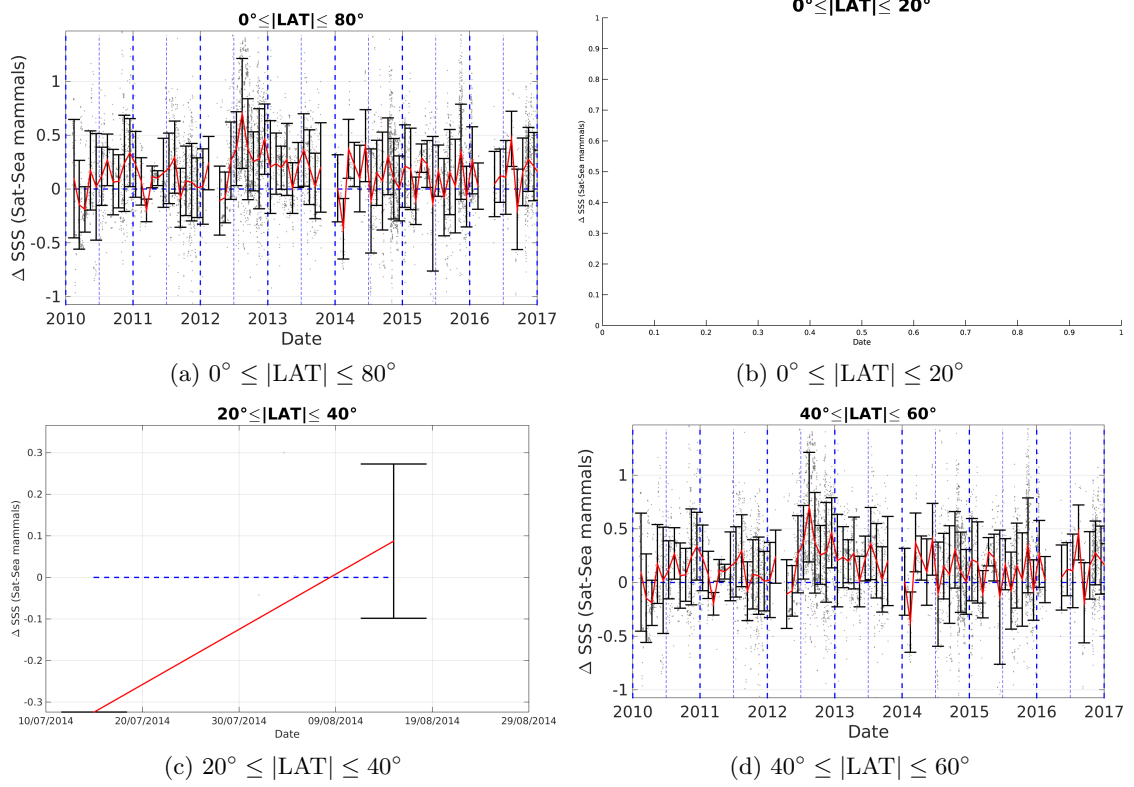 0°≤|LAT|≤ 80°
Δ SSS (Sat-Sea mammals)
1
0.5
0
-0.5
-1
2010 2011 2012 2013 2014 2015 2016 2017
Date
(a) 0° ≤ |LAT| ≤ 80°
0°≤|LAT|≤ 20°
Δ SSS (Sat-Sea mammals)
1
0.9
0.8
0.7
0.6
0.5
0.4
0.3
0.2
0.1
0
0 0.1 0.2 0.3 0.4 0.5 0.6 0.7 0.8 0.9 1
Date
(b) 0° ≤ |LAT| ≤ 20°
20°≤|LAT|≤ 40°
Δ SSS (Sat-Sea mammals)
0.3
0.2
0.1
0
-0.1
-0.2
-0.3
10/07/2014 20/07/2014 30/07/2014 09/08/2014 19/08/2014 29/08/2014
Date
(c) 20° ≤ |LAT| ≤ 40°
40°≤|LAT|≤ 60°
Δ SSS (Sat-Sea mammals)
1
0.5
0
-0.5
-1
2010 2011 2012 2013 2014 2015 2016 2017
Date
(d) 40° ≤ |LAT| ≤ 60°